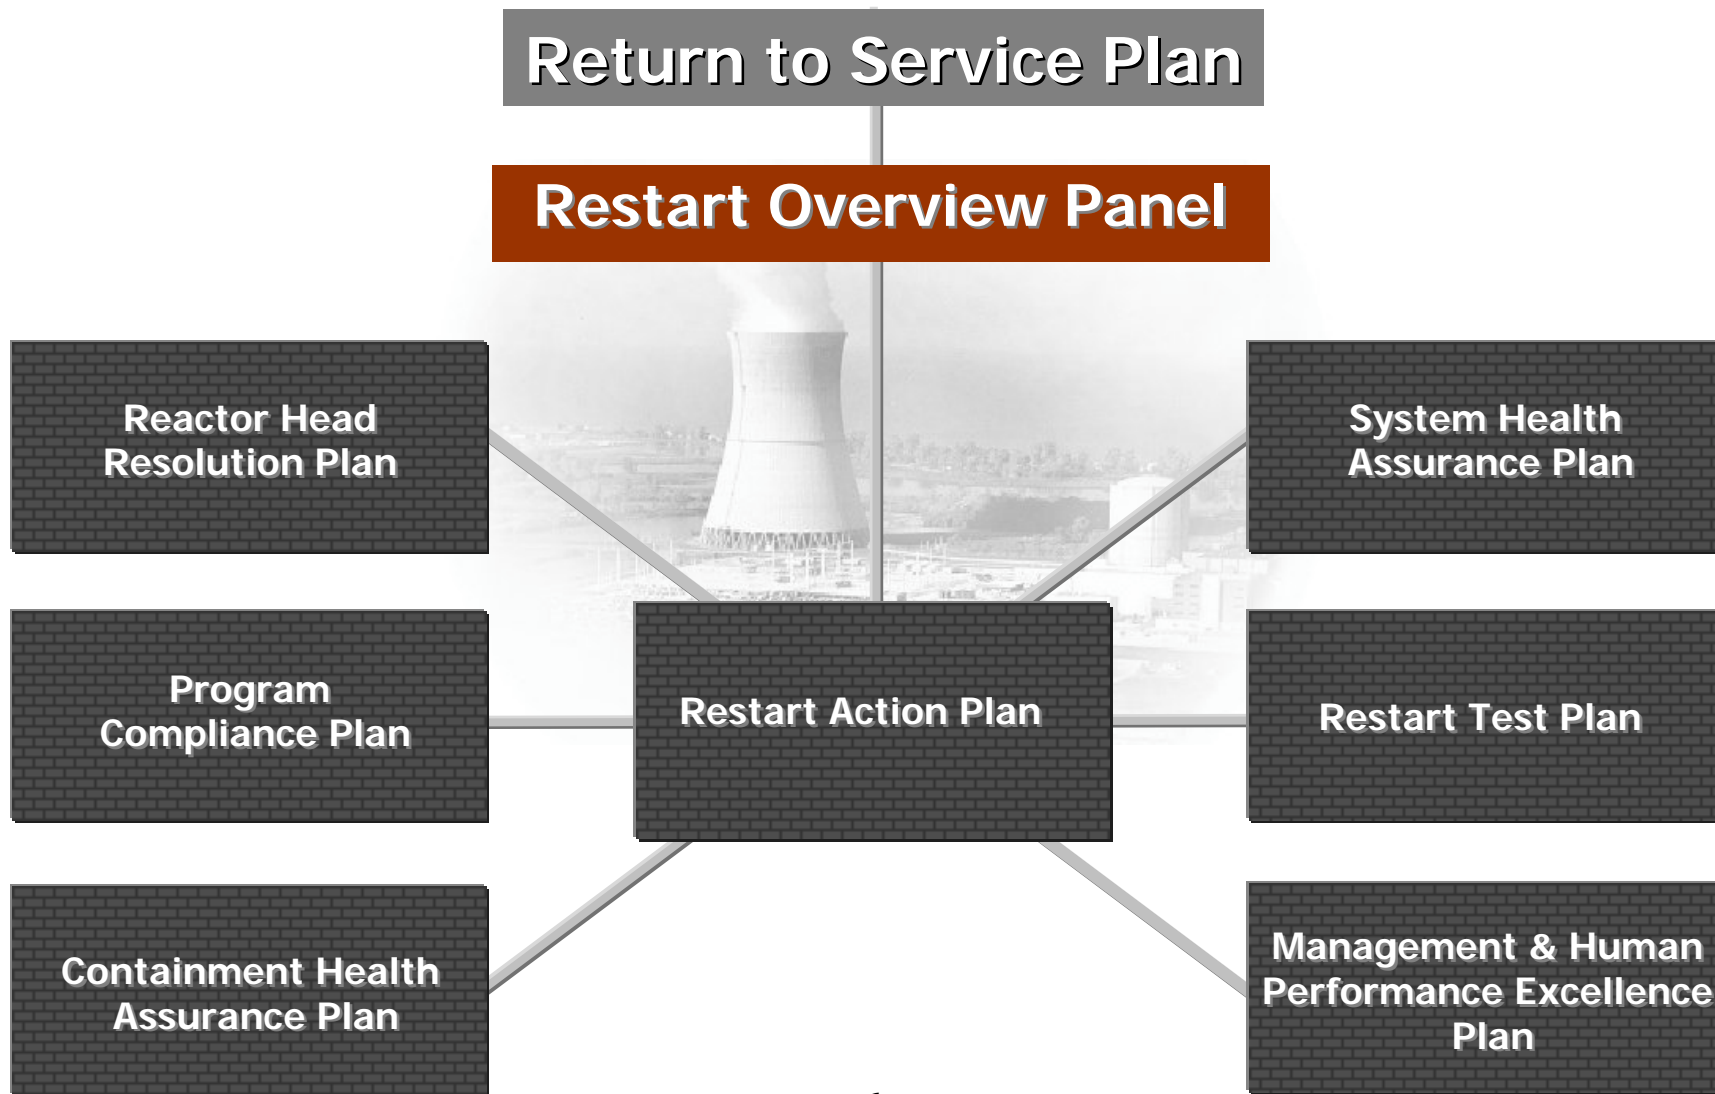 Return to Service Plan
Restart Overview Panel
Reactor Head
Resolution Plan
System Health
Assurance Plan
Program
Compliance Plan
Restart Action Plan
Restart Test Plan
Containment Health
Assurance Plan
Management & Human
Performance Excellence
Plan